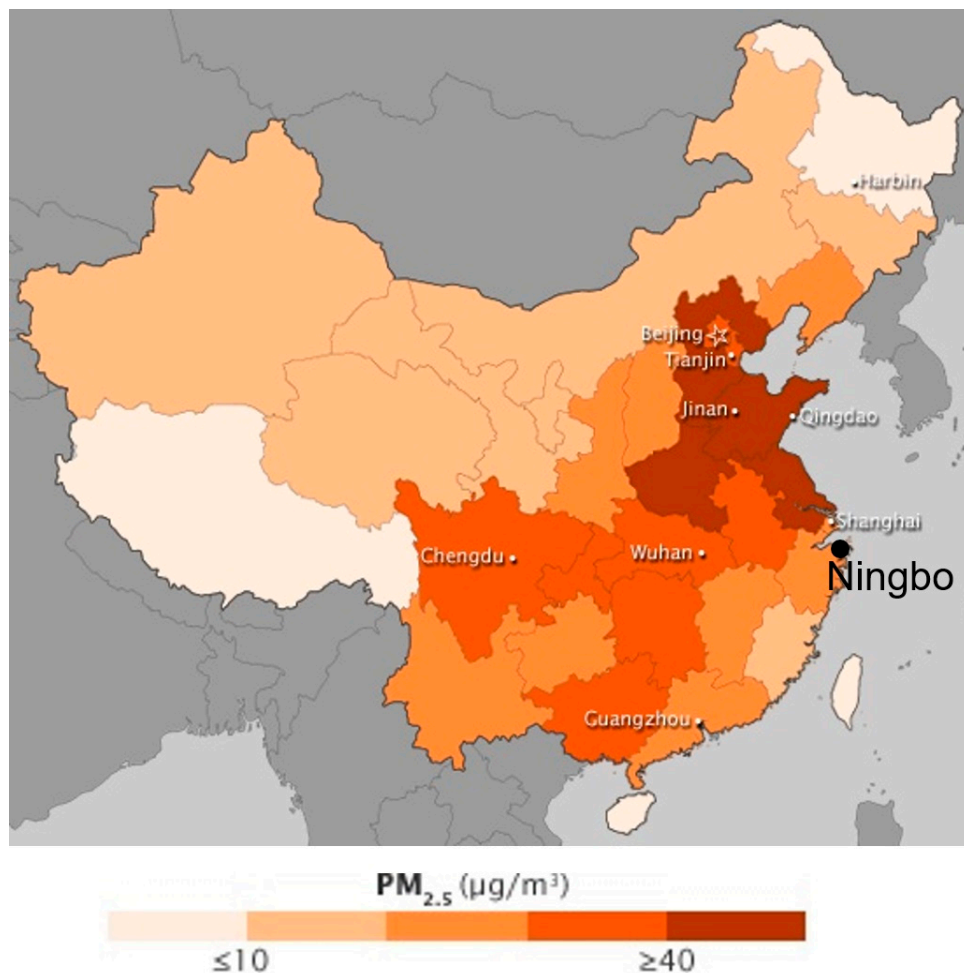 Harbin
Beijing
Tianjin
Jinan
Qingdao
Shanghai
Chengdu
Wuhan
Ningbo
Guangzhou
PM2.5 (µg/m³)
≤10 ≥40